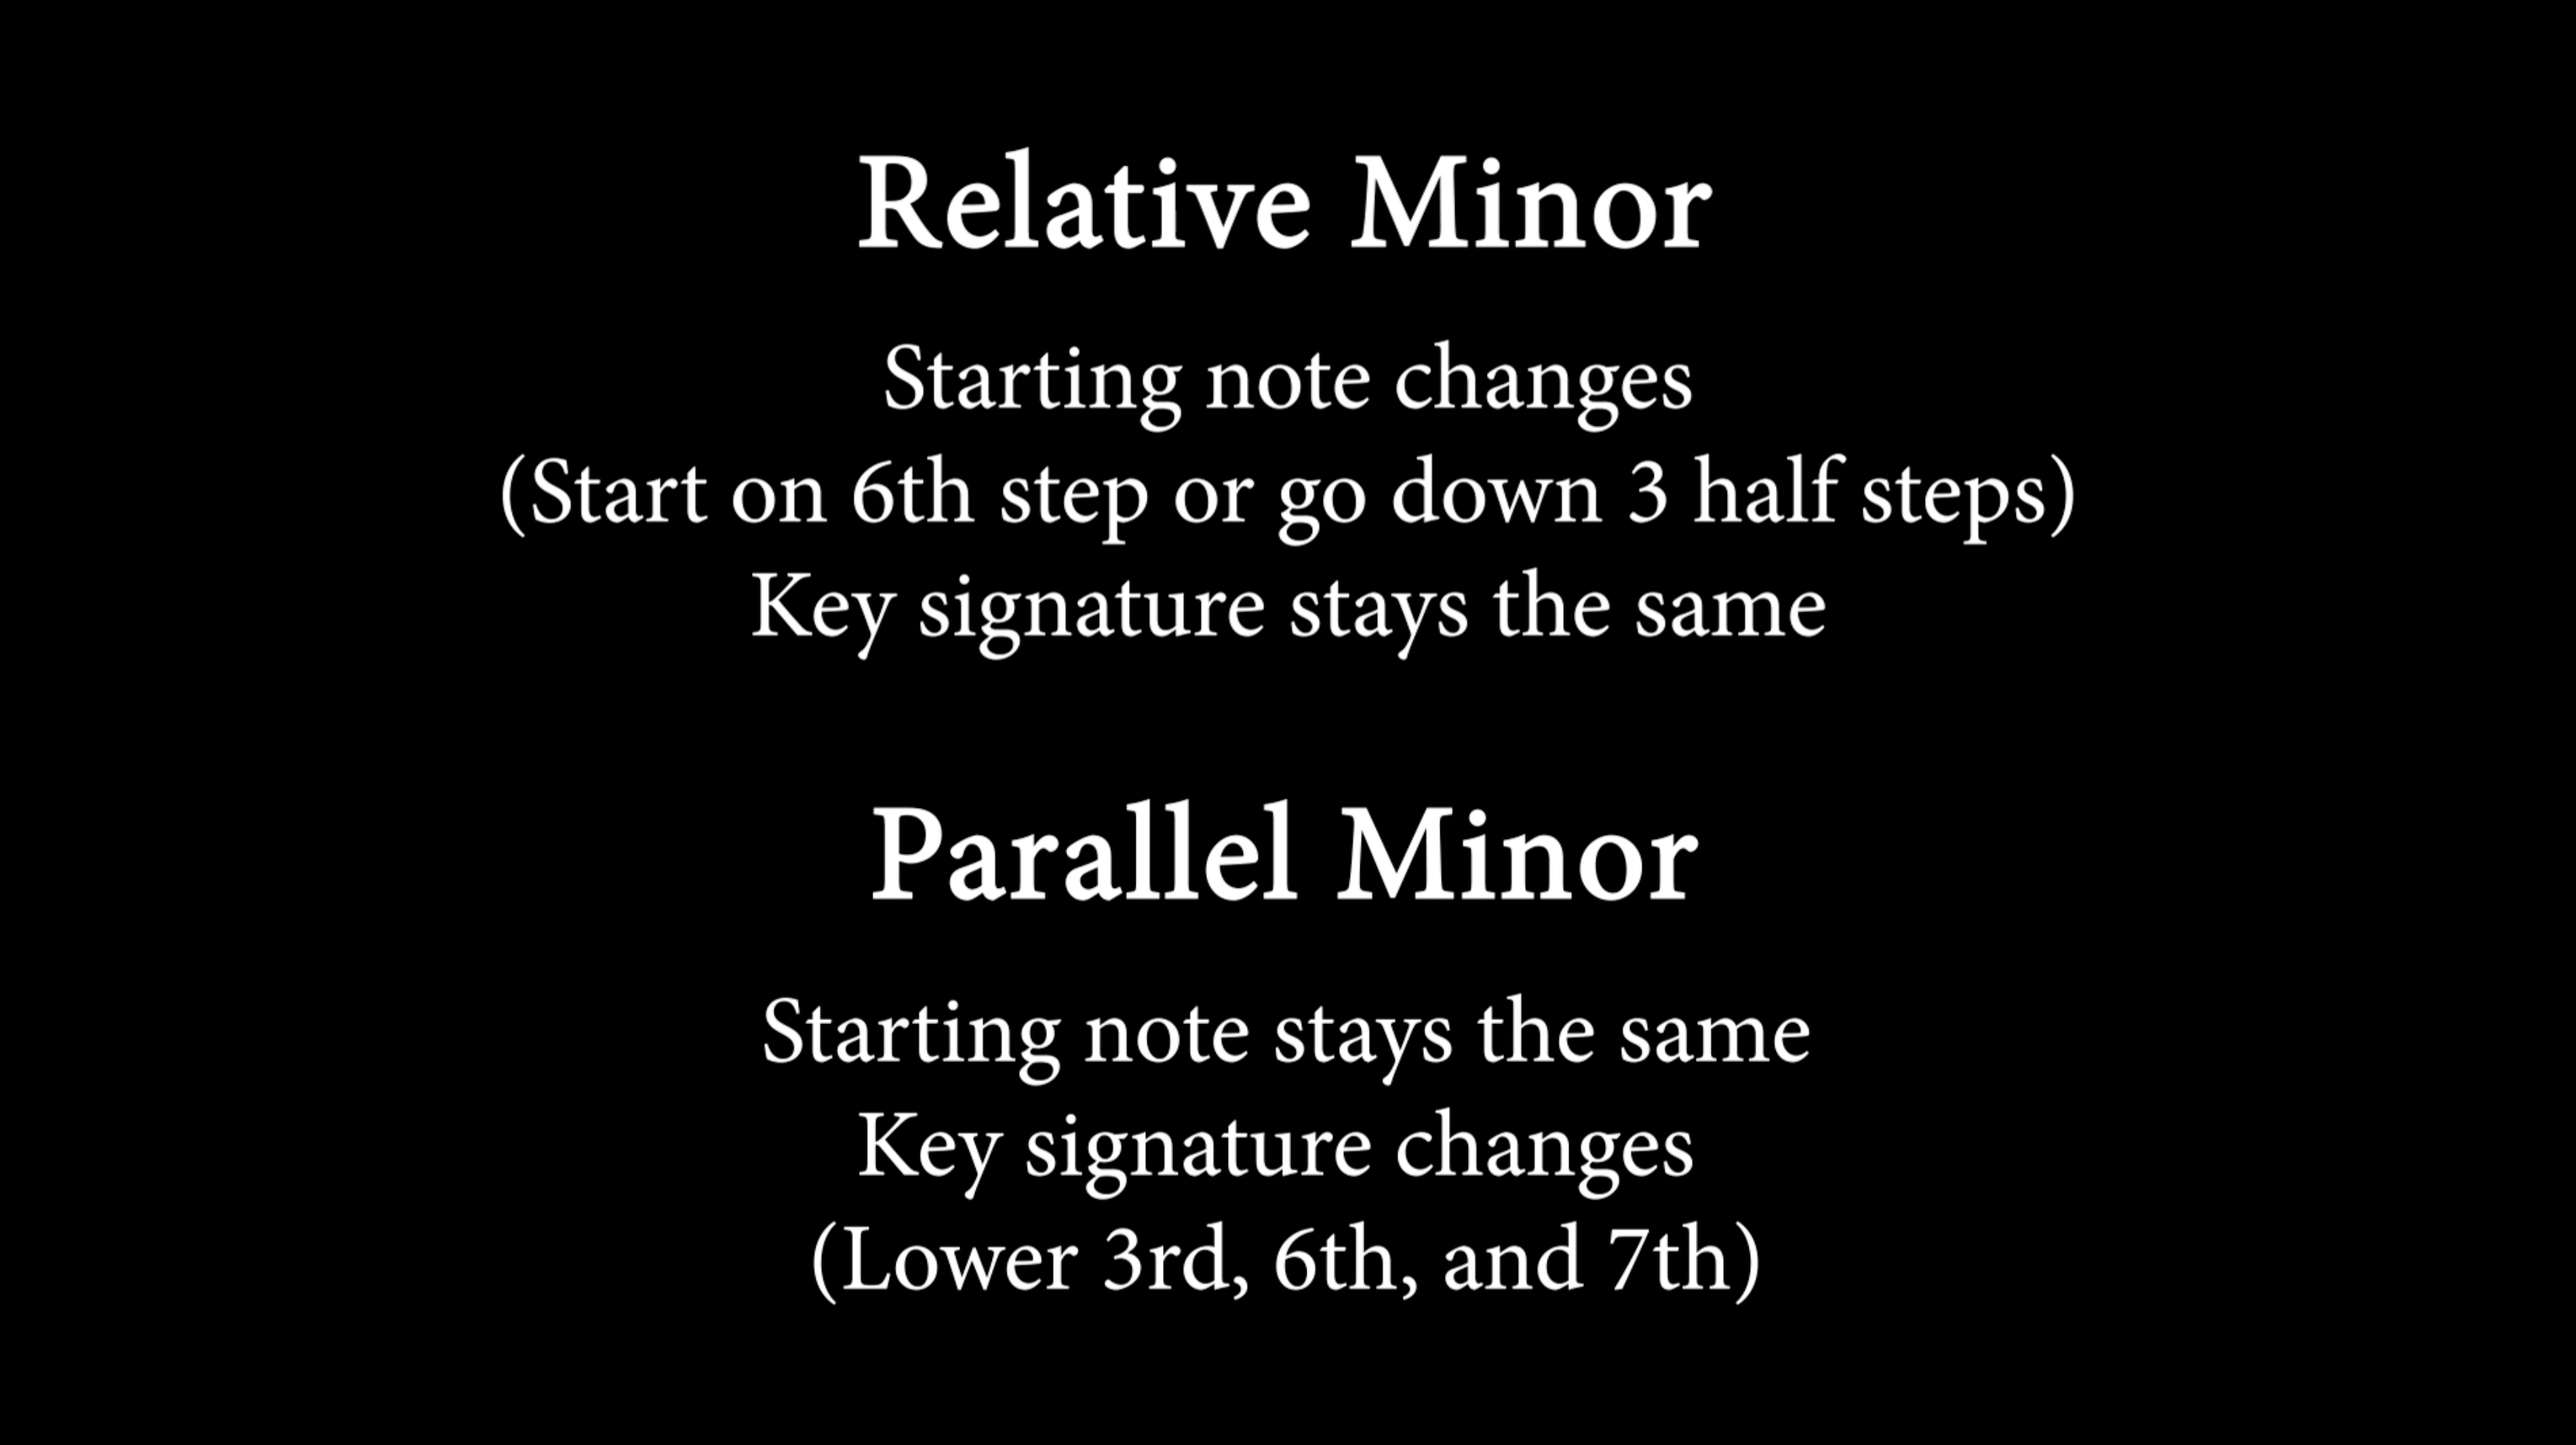 Relative Minor
Starting note changes
(Start on 6th step or go down 3 half steps)
Key signature stays the same
Parallel Minor
Starting note stays the same
Key signature changes
(Lower 3rd, 6th, and 7th)